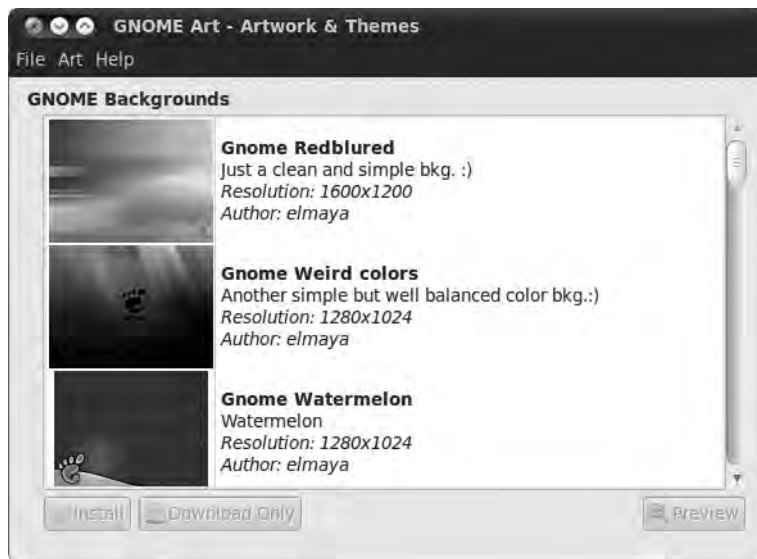 GNOME Art - Artwork & Themes
File Art Help
GNOME Backgrounds
Gnome Redblured
Just a clean and simple bkg. :)
Resolution: 1600x1200
Author: elmaya
Gnome Weird colors
Another simple but well balanced color bkg.:)
Resolution: 1280x1024
Author: elmaya
Gnome Watermelon
Watermelon
Resolution: 1280x1024
Author: elmaya
Install Download Only Preview